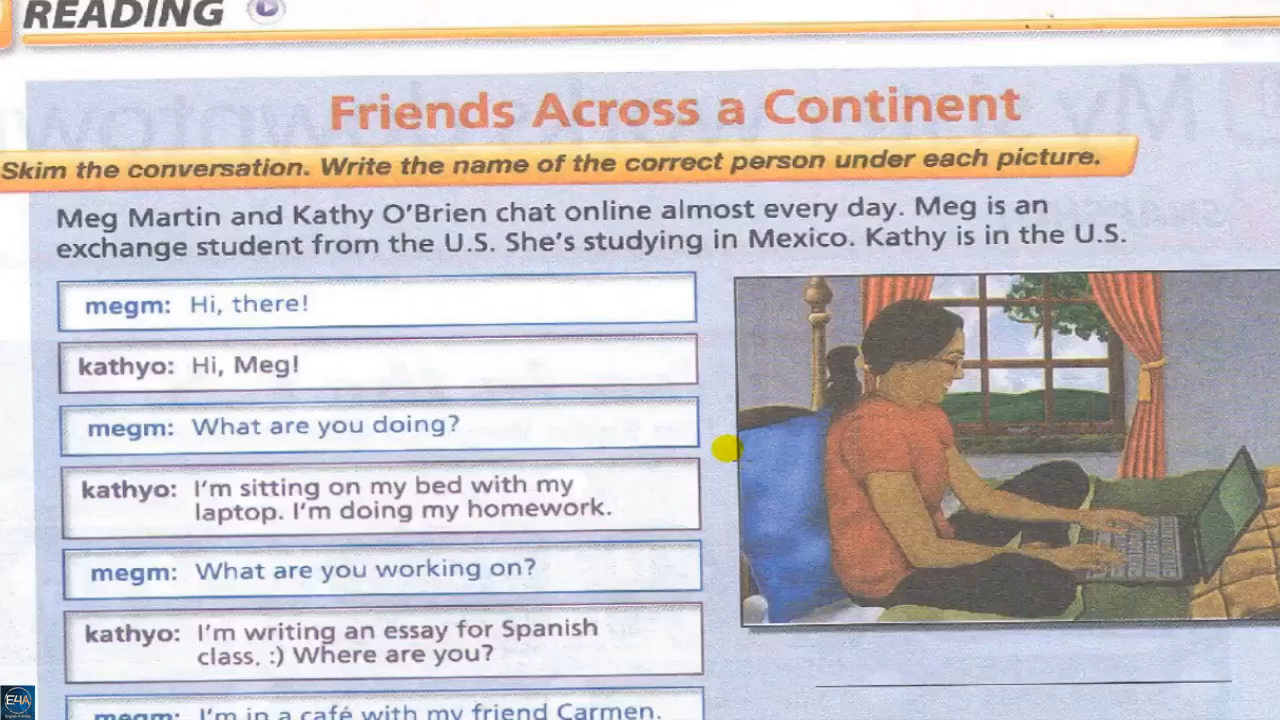 READING
Friends Across a Continent
Skim the conversation. Write the name of the correct person under each picture.
Meg Martin and Kathy O'Brien chat online almost every day. Meg is an
exchange student from the U.S. She's studying in Mexico. Kathy is in the U.S.
megm: Hi, there!
kathyo: Hi, Meg!
megm: What are you doing?
kathyo: I'm sitting on my bed with my
laptop. I'm doing my homework.
megm: What are you working on?
kathyo: I'm writing an essay for Spanish
class. :) Where are you?
megm: I'm in a café with my friend Carmen.
E4A